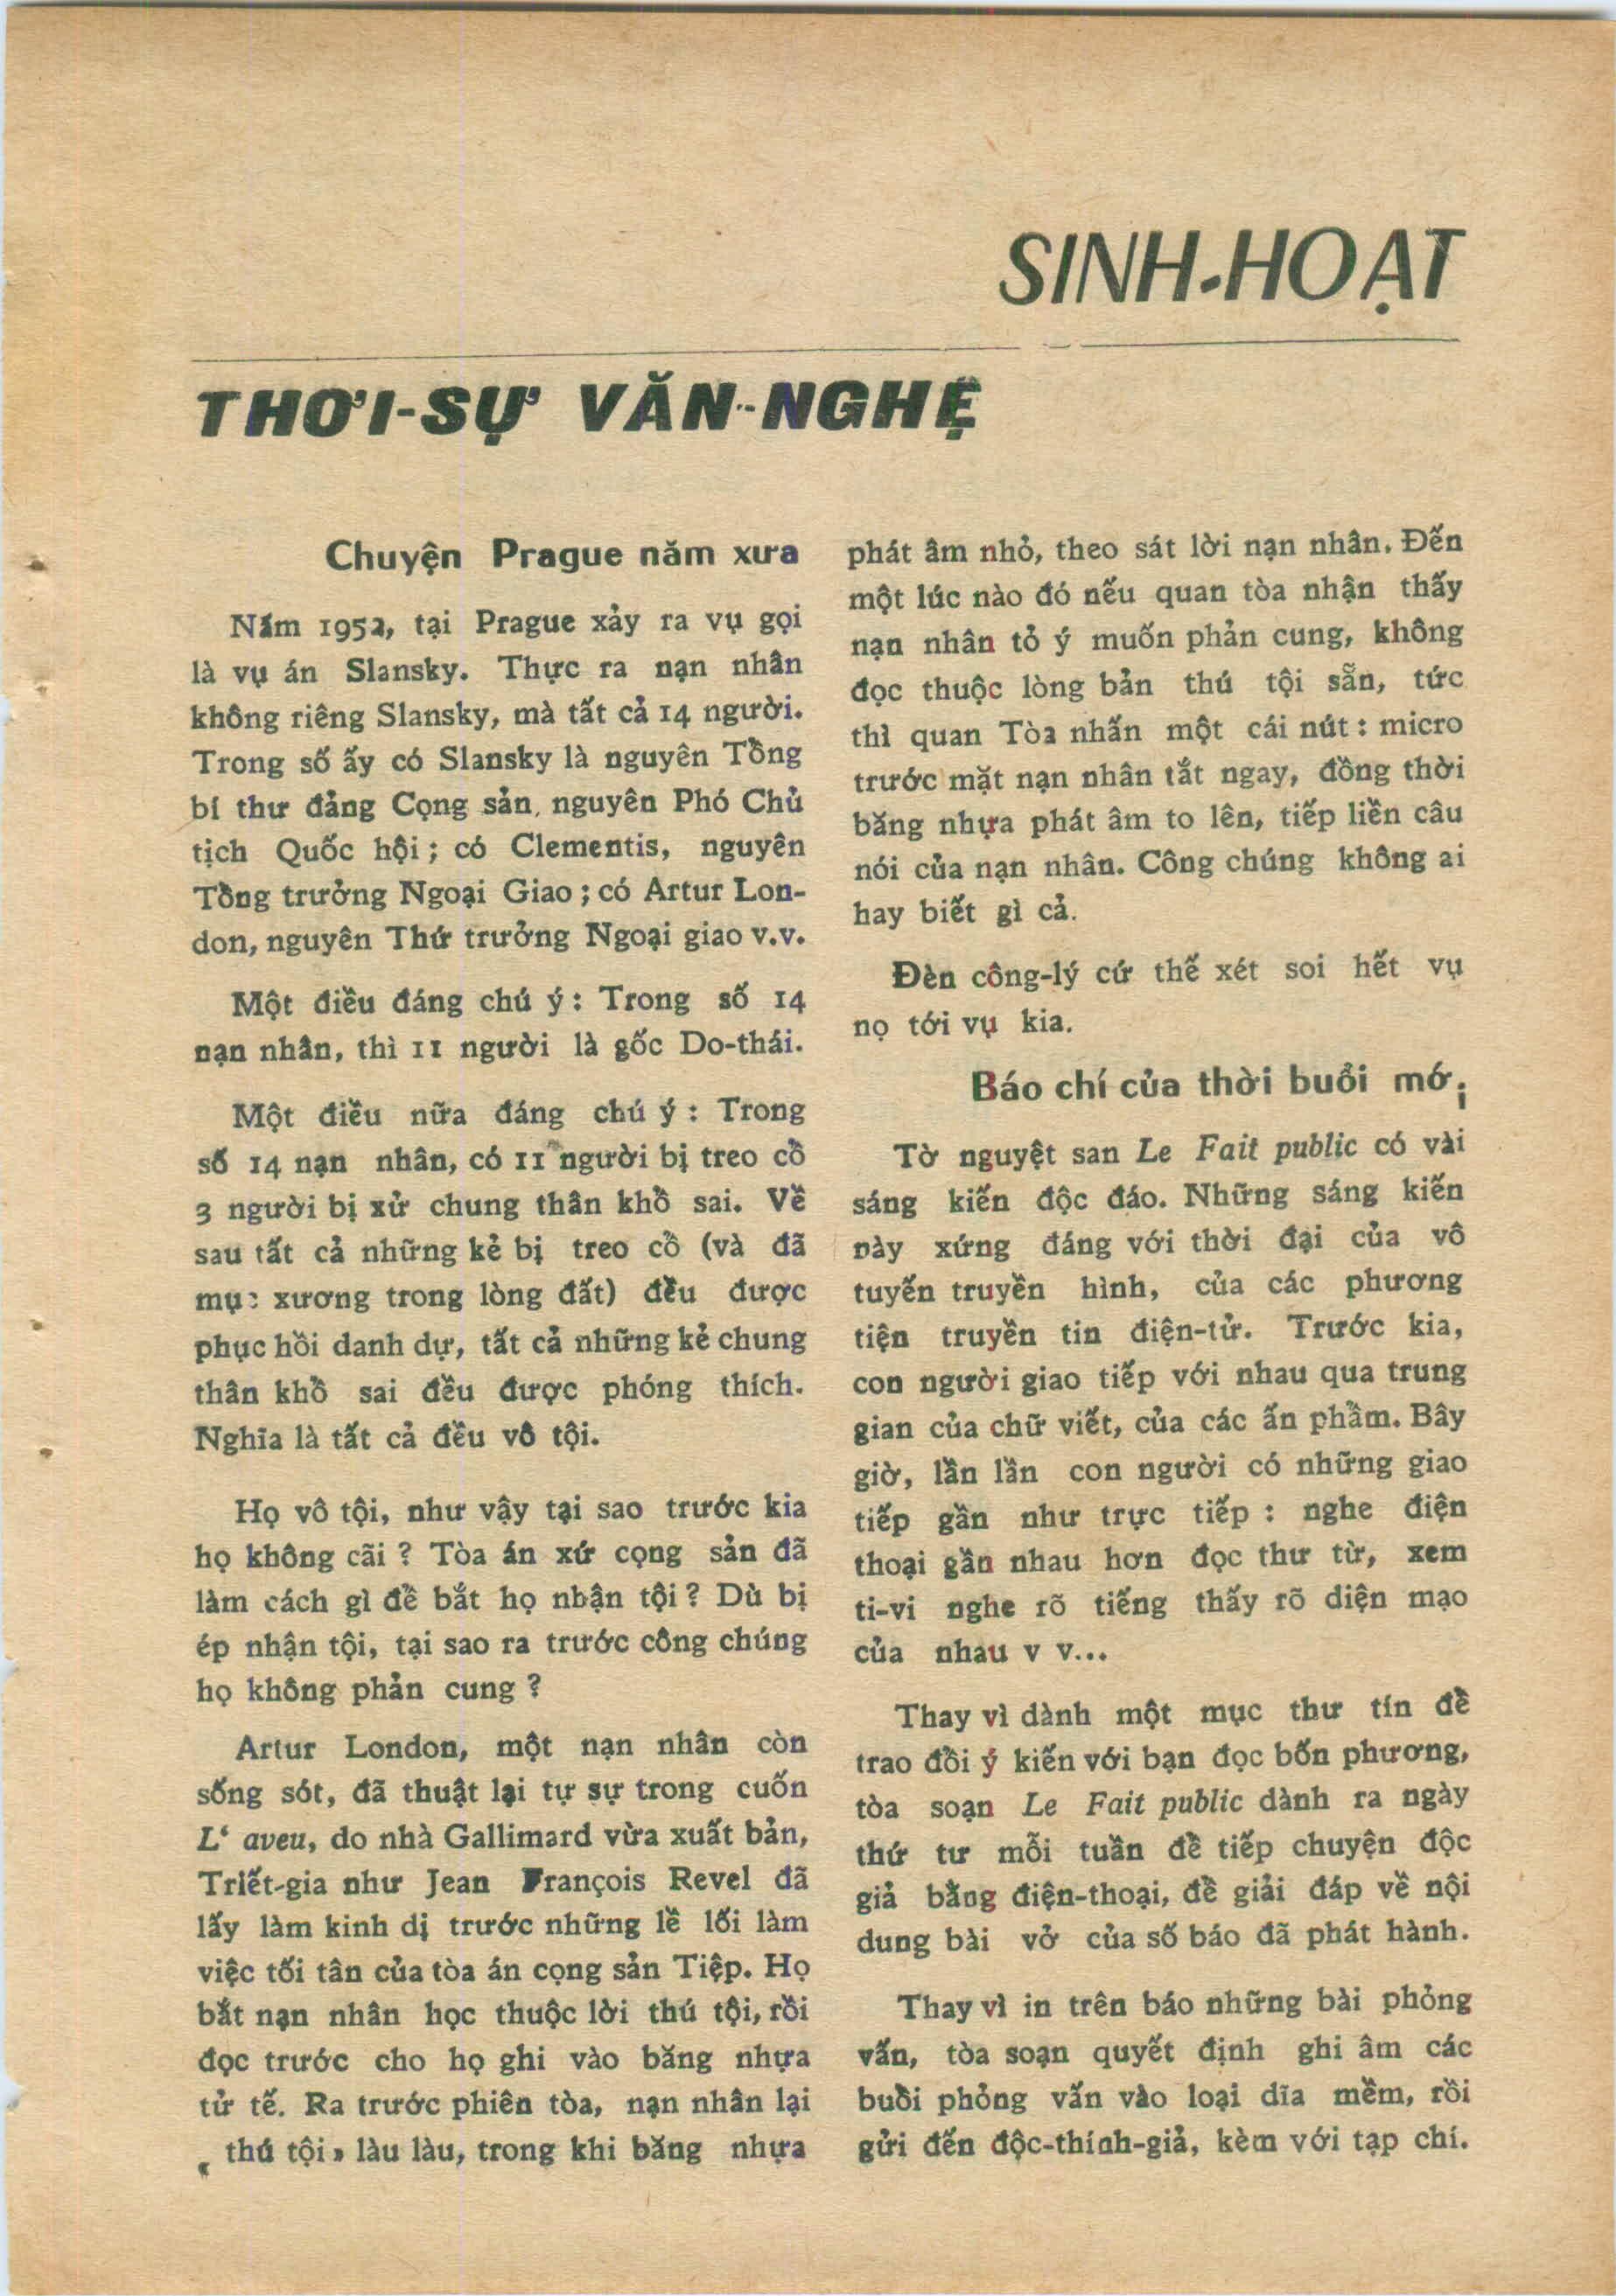 SINH-HOẠT
THỜI-SỰ VĂN-NGHỆ
Chuyện Prague năm xưa
Năm 1952, tại Prague xảy ra vụ gọi
là vụ án Slansky. Thực ra nạn nhân
không riêng Slansky, mà tất cả 14 người.
Trong số ấy có Slansky là nguyên Tổng
bí thư đảng Cọng sản, nguyên Phó Chủ
tịch Quốc hội; có Clementis, nguyên
Tổng trưởng Ngoại Giao; có Artur Lon-
don, nguyên Thứ trưởng Ngoại giao v.v.
Một điều đáng chú ý: Trong số 14
nạn nhân, thì 11 người là gốc Do-thái.
Một điều nữa đáng chú ý: Trong
số 14 nạn nhân, có 11 người bị treo cổ
3 người bị xử chung thân khổ sai. Về
sau tất cả những kẻ bị treo cổ (và đã
mục xương trong lòng đất) đều được
phục hồi danh dự, tất cả những kẻ chung
thân khổ sai đều được phóng thích.
Nghĩa là tất cả đều vô tội.
Họ vô tội, như vậy tại sao trước kia
họ không cãi? Tòa án xứ cọng sản đã
làm cách gì để bắt họ nhận tội? Dù bị
ép nhận tội, tại sao ra trước công chúng
họ không phản cung?
Artur London, một nạn nhân còn
sống sót, đã thuật lại tự sự trong cuốn
L' aveu, do nhà Gallimard vừa xuất bản,
Triết-gia như Jean François Revel đã
lấy làm kinh dị trước những lề lối làm
việc tối tân của tòa án cọng sản Tiệp. Họ
bắt nạn nhân học thuộc lời thú tội, rồi
đọc trước cho họ ghi vào băng nhựa
tử tế. Ra trước phiên tòa, nạn nhân lại
« thú tội » làu làu, trong khi băng nhựa
phát âm nhỏ, theo sát lời nạn nhân. Đến
một lúc nào đó nếu quan tòa nhận thấy
nạn nhân tỏ ý muốn phản cung, không
đọc thuộc lòng bản thú tội sẵn, tức
thì quan Tòa nhấn một cái nút: micro
trước mặt nạn nhân tắt ngay, đồng thời
băng nhựa phát âm to lên, tiếp liền câu
nói của nạn nhân. Công chúng không ai
hay biết gì cả.
Đèn công-lý cứ thế xét soi hết vụ
nọ tới vụ kia.
Báo chí của thời buổi mới
Tờ nguyệt san Le Fait public có vài
sáng kiến độc đáo. Những sáng kiến
này xứng đáng với thời đại của vô
tuyến truyền hình, của các phương
tiện truyền tin điện-tử. Trước kia,
con người giao tiếp với nhau qua trung
gian của chữ viết, của các ấn phẩm. Bây
giờ, lần lần con người có những giao
tiếp gần như trực tiếp: nghe điện
thoại gần nhau hơn đọc thư từ, xem
ti-vi nghe rõ tiếng thấy rõ diện mạo
của nhau v v...
Thay vì dành một mục thư tín để
trao đổi ý kiến với bạn đọc bốn phương,
tòa soạn Le Fait public dành ra ngày
thứ tư mỗi tuần để tiếp chuyện độc
giả bằng điện-thoại, để giải đáp về nội
dung bài vở của số báo đã phát hành.
Thay vì in trên báo những bài phỏng
vấn, tòa soạn quyết định ghi âm các
buổi phỏng vấn vào loại dĩa mềm, rồi
gửi đến độc-thính-giả, kèm với tạp chí.